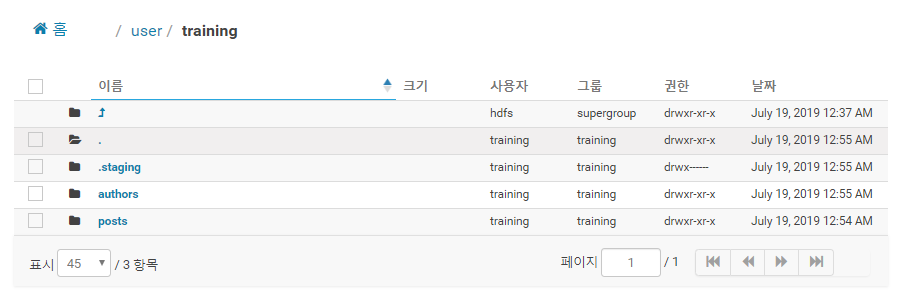 홈 / user / training
이름 크기 사용자 그룹 권한 날짜
hdfs supergroup drwxr-xr-x July 19, 2019 12:37 AM
. training training drwxr-xr-x July 19, 2019 12:55 AM
.staging training training drwx------ July 19, 2019 12:55 AM
authors training training drwxr-xr-x July 19, 2019 12:55 AM
posts training training drwxr-xr-x July 19, 2019 12:54 AM
표시 45 / 3 항목 페이지 1 / 1